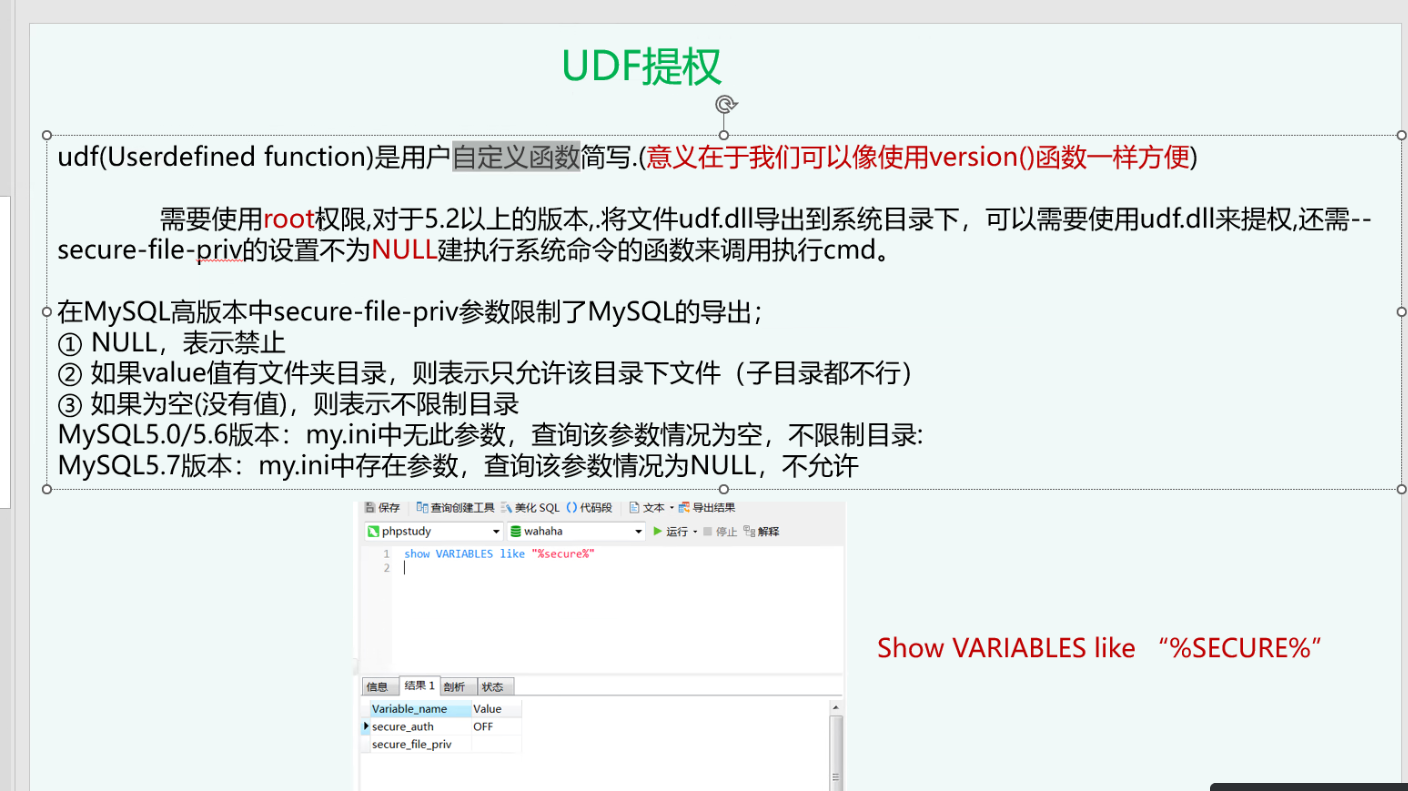 UDF提权
udf(Userdefined function)是用户自定义函数简写.(意义在于我们可以像使用version()函数一样方便)
需要使用root权限,对于5.2以上的版本,.将文件udf.dll导出到系统目录下，可以需要使用udf.dll来提权,还需--
secure-file-priv的设置不为NULL建执行系统命令的函数来调用执行cmd。
在MySQL高版本中secure-file-priv参数限制了MySQL的导出；
① NULL，表示禁止
② 如果value值有文件夹目录，则表示只允许该目录下文件（子目录都不行）
③ 如果为空(没有值)，则表示不限制目录
MySQL5.0/5.6版本：my.ini中无此参数，查询该参数情况为空，不限制目录:
MySQL5.7版本：my.ini中存在参数，查询该参数情况为NULL，不允许
保存 查询创建工具 美化 SQL () 代码段 文本 导出结果
phpstudy wahaha 运行 停止 解释
1 show VARIABLES like "%secure%"
2
Show VARIABLES like “%SECURE%”
信息 结果 1 剖析 状态
Variable_name Value
secure_auth OFF
secure_file_priv